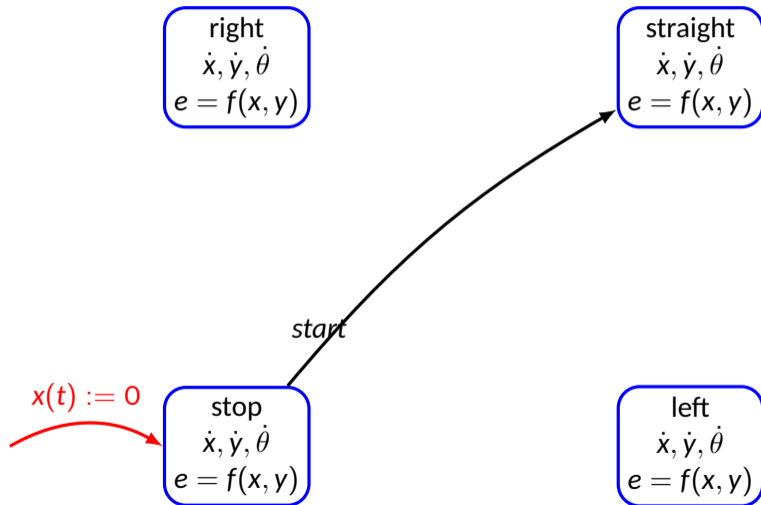 right
ẋ, ẏ, θ̇
e = f(x, y)
straight
ẋ, ẏ, θ̇
e = f(x, y)
start
x(t) := 0
stop
ẋ, ẏ, θ̇
e = f(x, y)
left
ẋ, ẏ, θ̇
e = f(x, y)